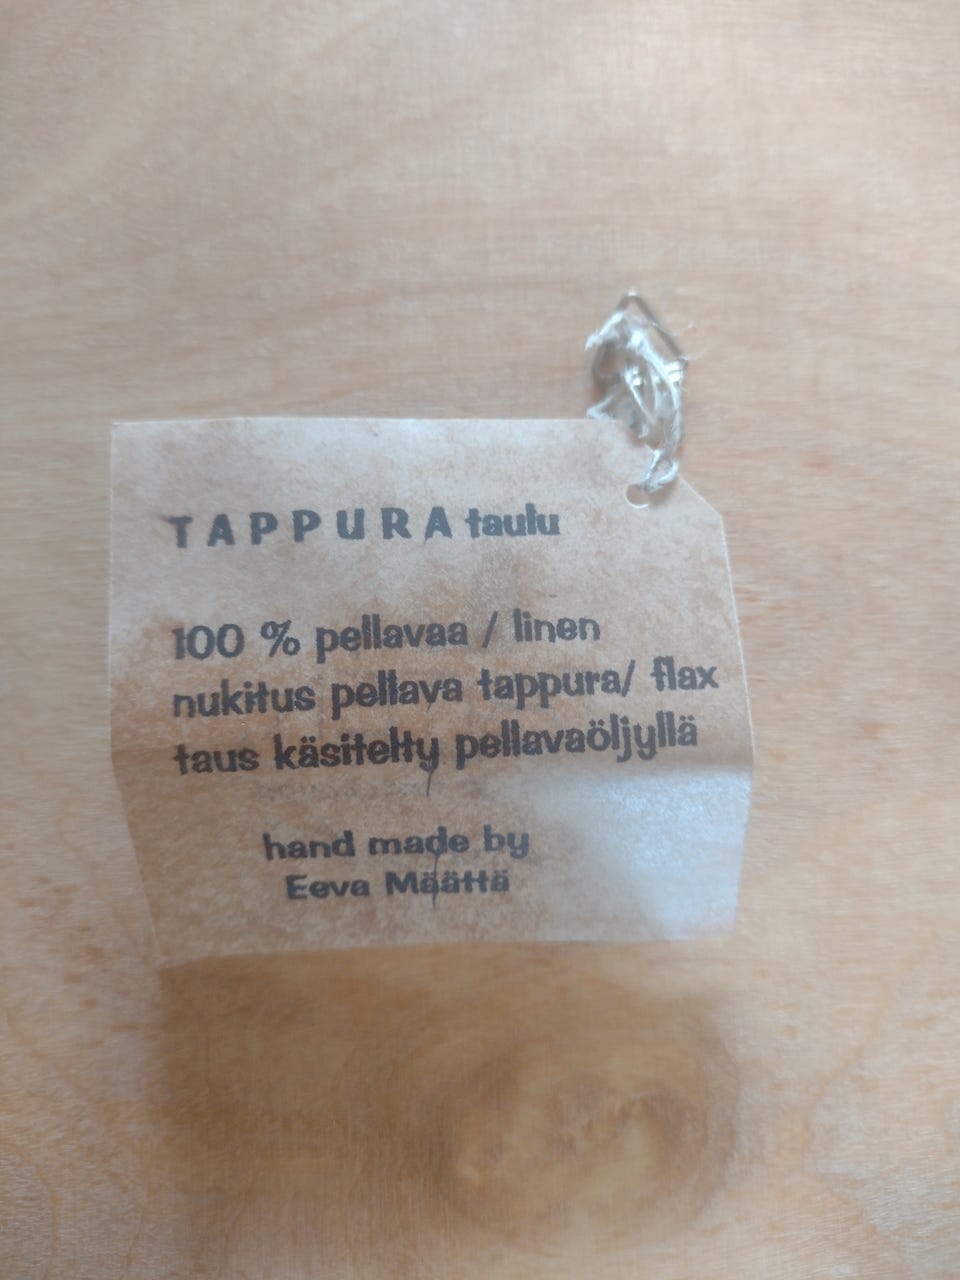 TAPPURA taulu
100 % pellavaa / linen
nukitus pellava tappura/ flax
taus käsitelty pellavaöljyllä
hand made by
Eeva Määttä